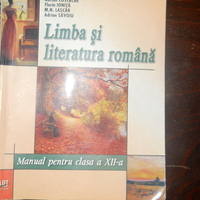 Florin IONIȚĂ
M.N. LASCĂR
Adrian SĂVOIU
Limba și
literatura română
Manual pentru clasa a XII-a